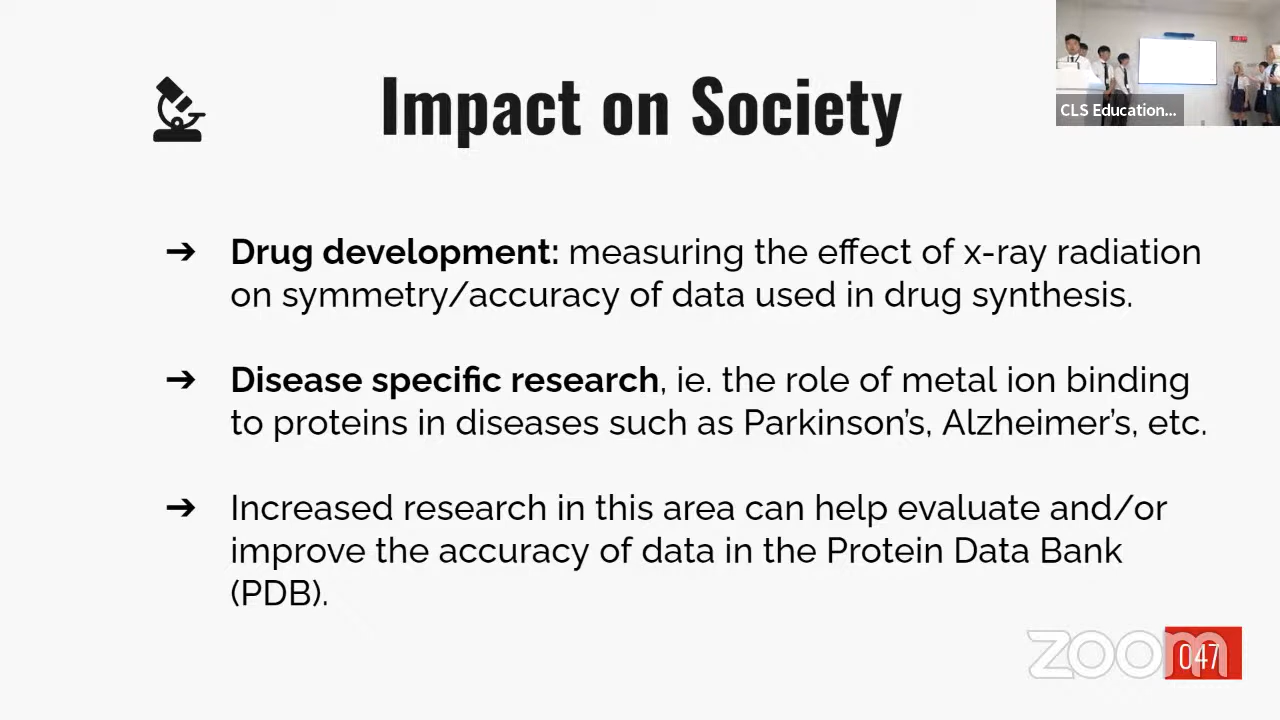 Impact on Society
CLS Education...
➔ Drug development: measuring the effect of x-ray radiation
on symmetry/accuracy of data used in drug synthesis.
➔ Disease specific research, ie. the role of metal ion binding
to proteins in diseases such as Parkinson’s, Alzheimer’s, etc.
➔ Increased research in this area can help evaluate and/or
improve the accuracy of data in the Protein Data Bank
(PDB).
zoom
047